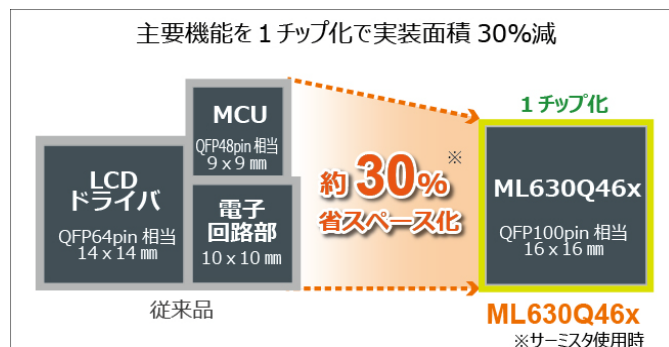 主要機能を1チップ化で実装面積 30%減
MCU
QFP48pin 相当
9 x 9 ㎜
LCD
ドライバ
QFP64pin 相当
14 x 14 ㎜
電子
回路部
10 x 10 ㎜
従来品
約30%※
省スペース化
1チップ化
ML630Q46x
QFP100pin 相当
16 x 16 ㎜
ML630Q46x
※サーミスタ使用時